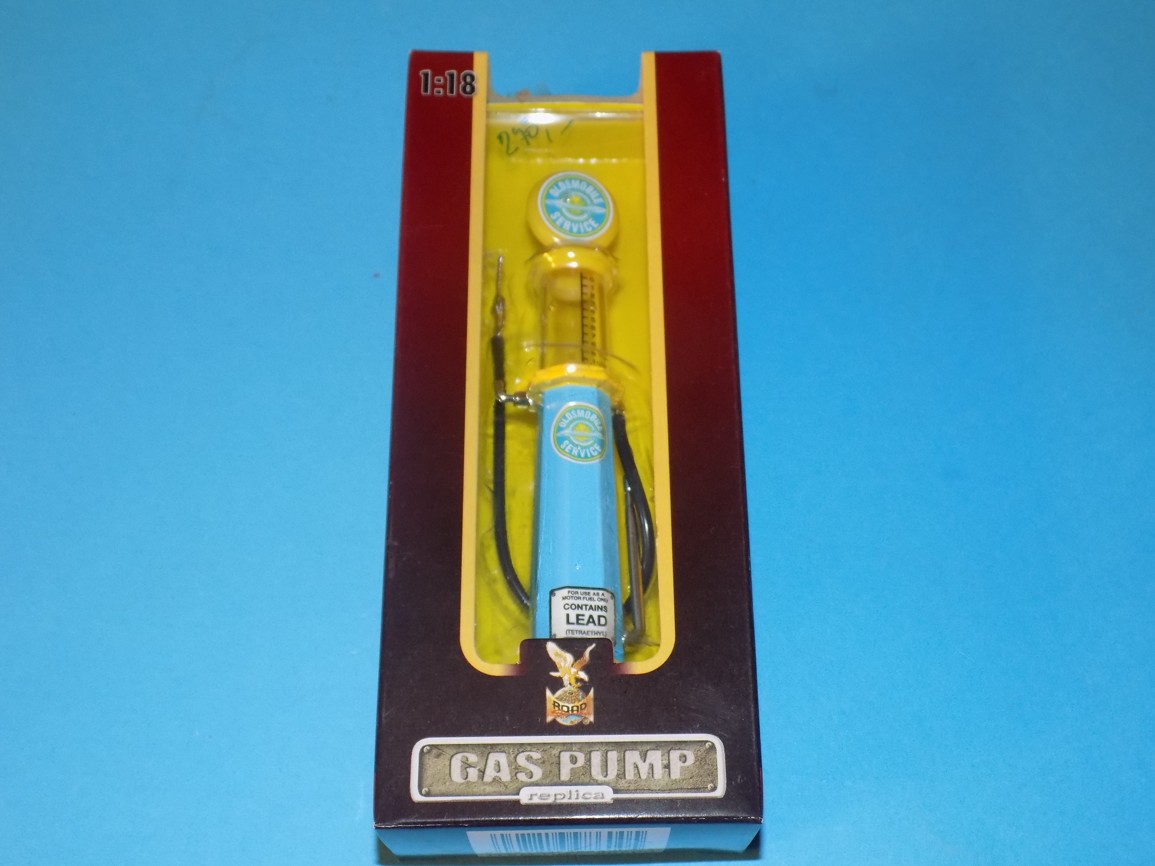 1:18
270,-
OLDSMOBILE
SERVICE
OLDSMOBILE
SERVICE
FOR USE AS A
MOTOR FUEL ONLY
CONTAINS
LEAD
(TETRAETHYL)
ROAD
GAS PUMP
replica